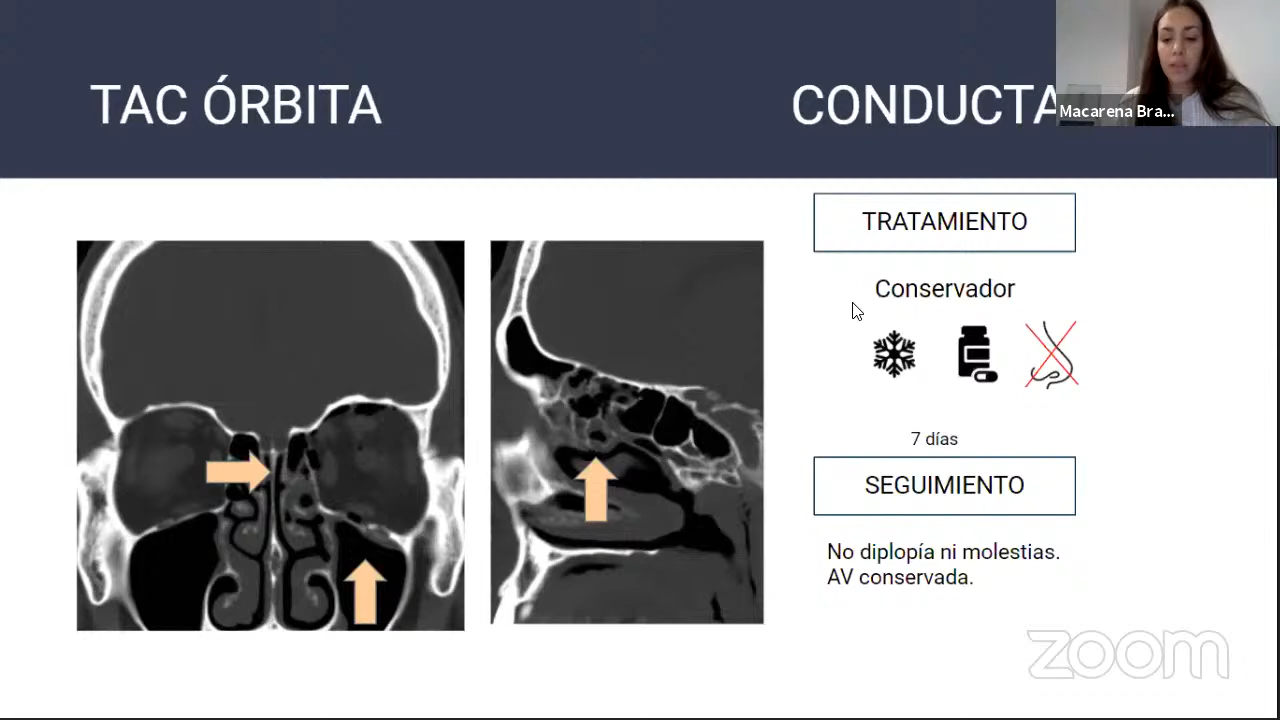 TAC ÓRBITA
CONDUCTA
Macarena Bra...
TRATAMIENTO
Conservador
7 días
SEGUIMIENTO
No diplopía ni molestias.
AV conservada.
zoom